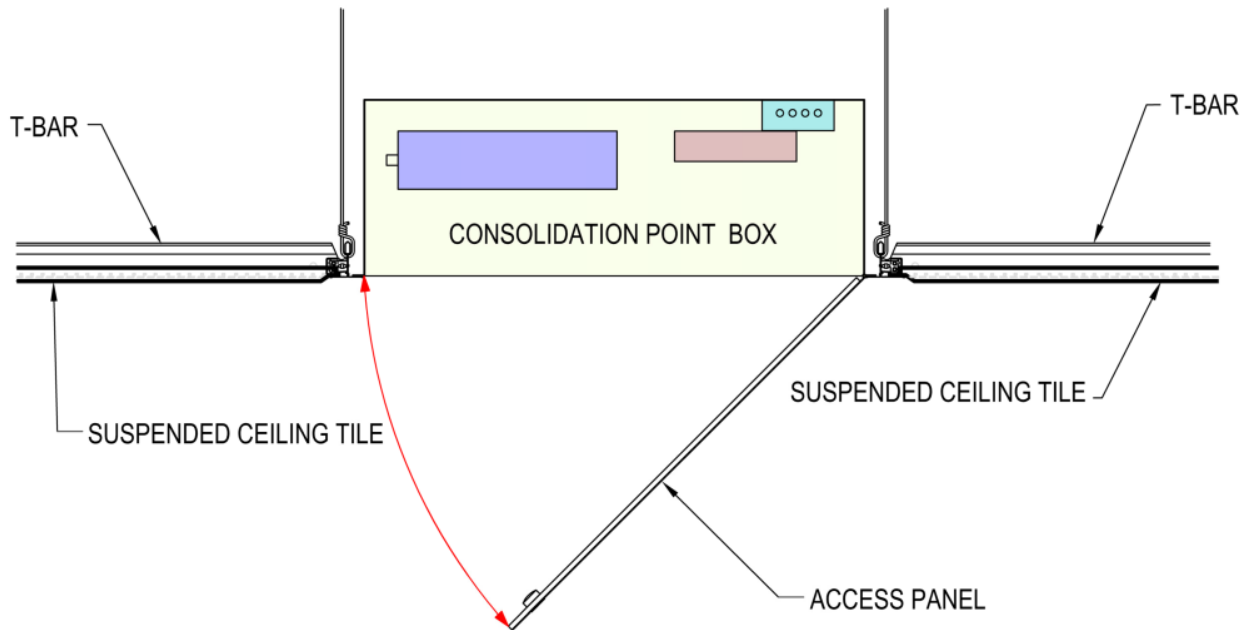 T-BAR
T-BAR
CONSOLIDATION POINT BOX
SUSPENDED CEILING TILE
SUSPENDED CEILING TILE
ACCESS PANEL